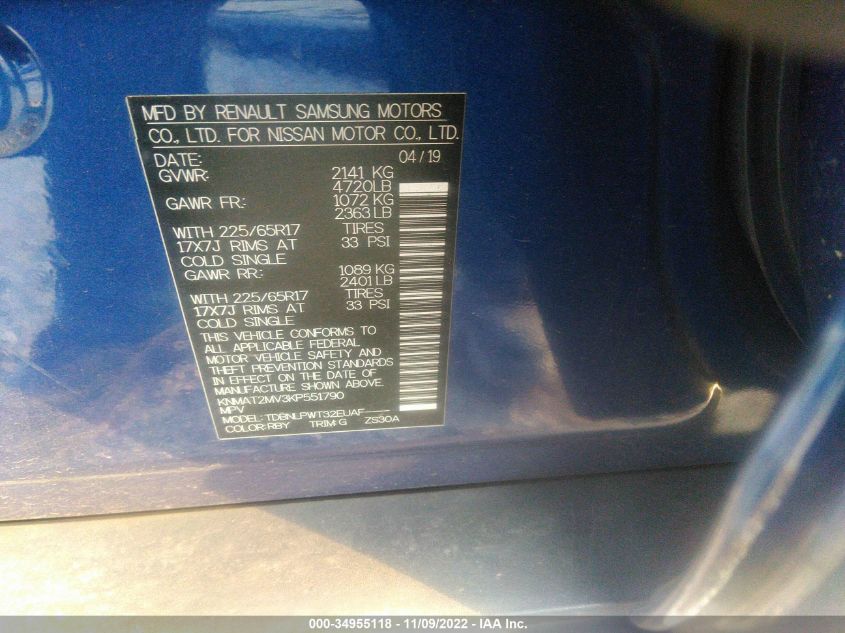 MFD BY RENAULT SAMSUNG MOTORS
CO., LTD. FOR NISSAN MOTOR CO., LTD.
DATE: 04/19
GVWR: 2141 KG
4720LB
GAWR FR: 1072 KG
2363LB
WITH 225/65R17 TIRES
17X7J RIMS AT 33 PSI
COLD SINGLE
GAWR RR: 1089 KG
2401LB
WITH 225/65R17 TIRES
17X7J RIMS AT 33 PSI
COLD SINGLE
THIS VEHICLE CONFORMS TO
ALL APPLICABLE FEDERAL
MOTOR VEHICLE SAFETY AND
THEFT PREVENTION STANDARDS
IN EFFECT ON THE DATE OF
MANUFACTURE SHOWN ABOVE.
KNMAT2MV3KP551790
MPV
MODEL: TDBNLPWT32EUAF----
COLOR: RBY TRIM: G ZS30A
000-34955118 - 11/09/2022 - IAA Inc.